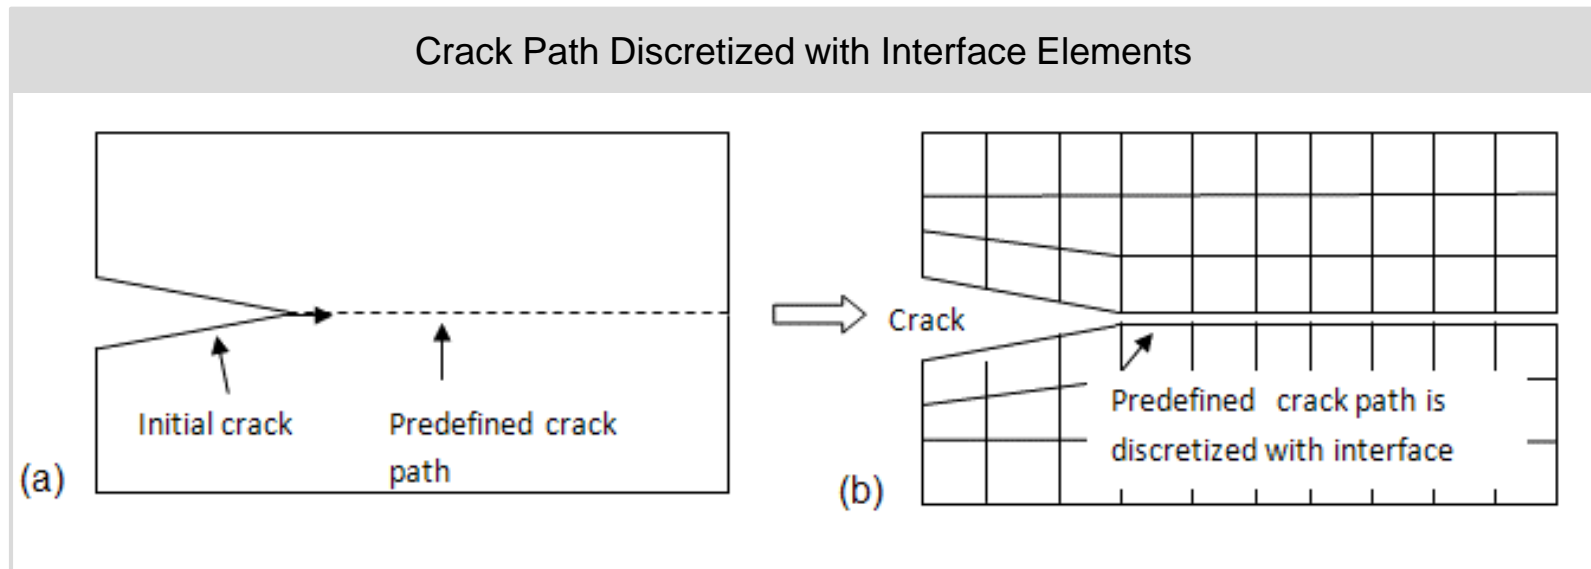 Crack Path Discretized with Interface Elements
Initial crack
Predefined crack
path
(a)
Crack
Predefined crack path is
discretized with interface
(b)